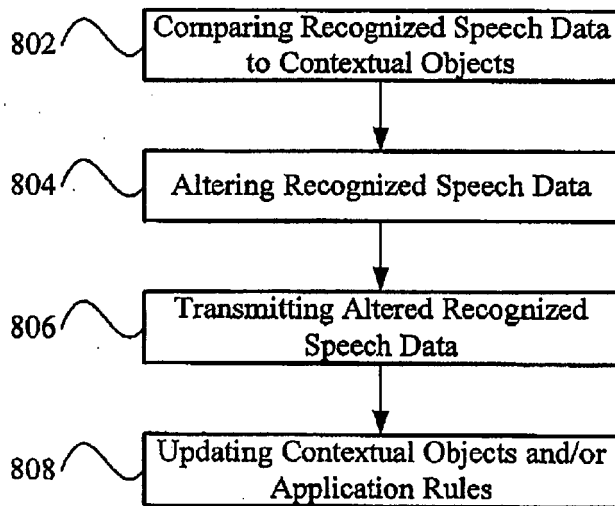 802
Comparing Recognized Speech Data
to Contextual Objects
804
Altering Recognized Speech Data
806
Transmitting Altered Recognized
Speech Data
808
Updating Contextual Objects and/or
Application Rules